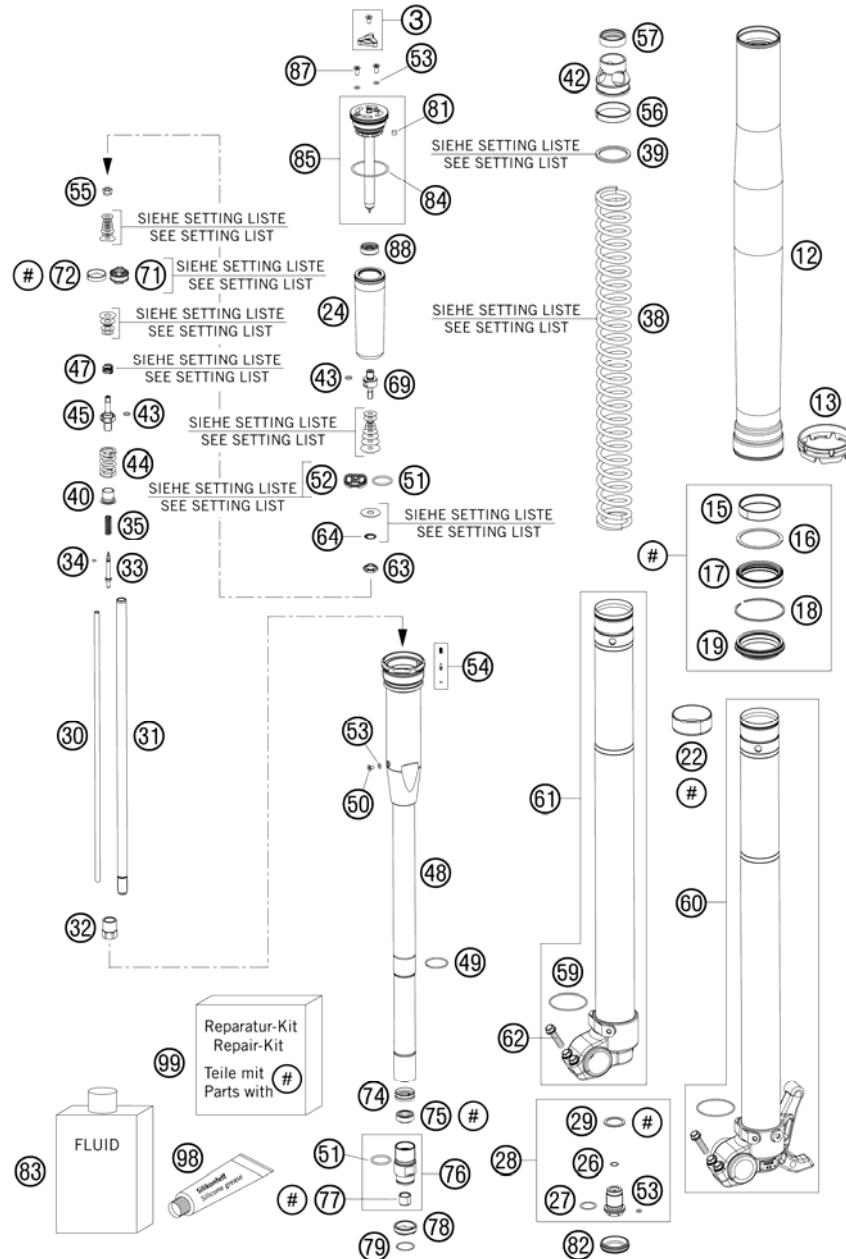 3
87
53
57
42
81
56
85
SIEHE SETTING LISTE
SEE SETTING LIST
39
55
84
SIEHE SETTING LISTE
SEE SETTING LIST
88
12
#
72
71
SIEHE SETTING LISTE
SEE SETTING LIST
24
SIEHE SETTING LISTE
SEE SETTING LIST
38
SIEHE SETTING LISTE
SEE SETTING LIST
47
SIEHE SETTING LISTE
SEE SETTING LIST
43
69
45
43
13
SIEHE SETTING LISTE
SEE SETTING LIST
44
52
51
40
SIEHE SETTING LISTE
SEE SETTING LIST
15
35
SIEHE SETTING LISTE
SEE SETTING LIST
64
16
#
34
33
63
17
18
19
54
30
31
53
22
#
50
61
48
60
32
49
59
62
Reparatur-Kit
Repair-Kit
Teile mit
Parts with #
99
74
75
#
29
#
FLUID
83
98
Silikonfett
Silicone grease
51
76
28
26
#
77
27
53
78
79
82